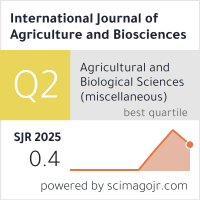 International Journal of
Agriculture and Biosciences
Q2
Agricultural and
Biological Sciences
(miscellaneous)
best quartile
SJR 2025
0.4
powered by scimagojr.com